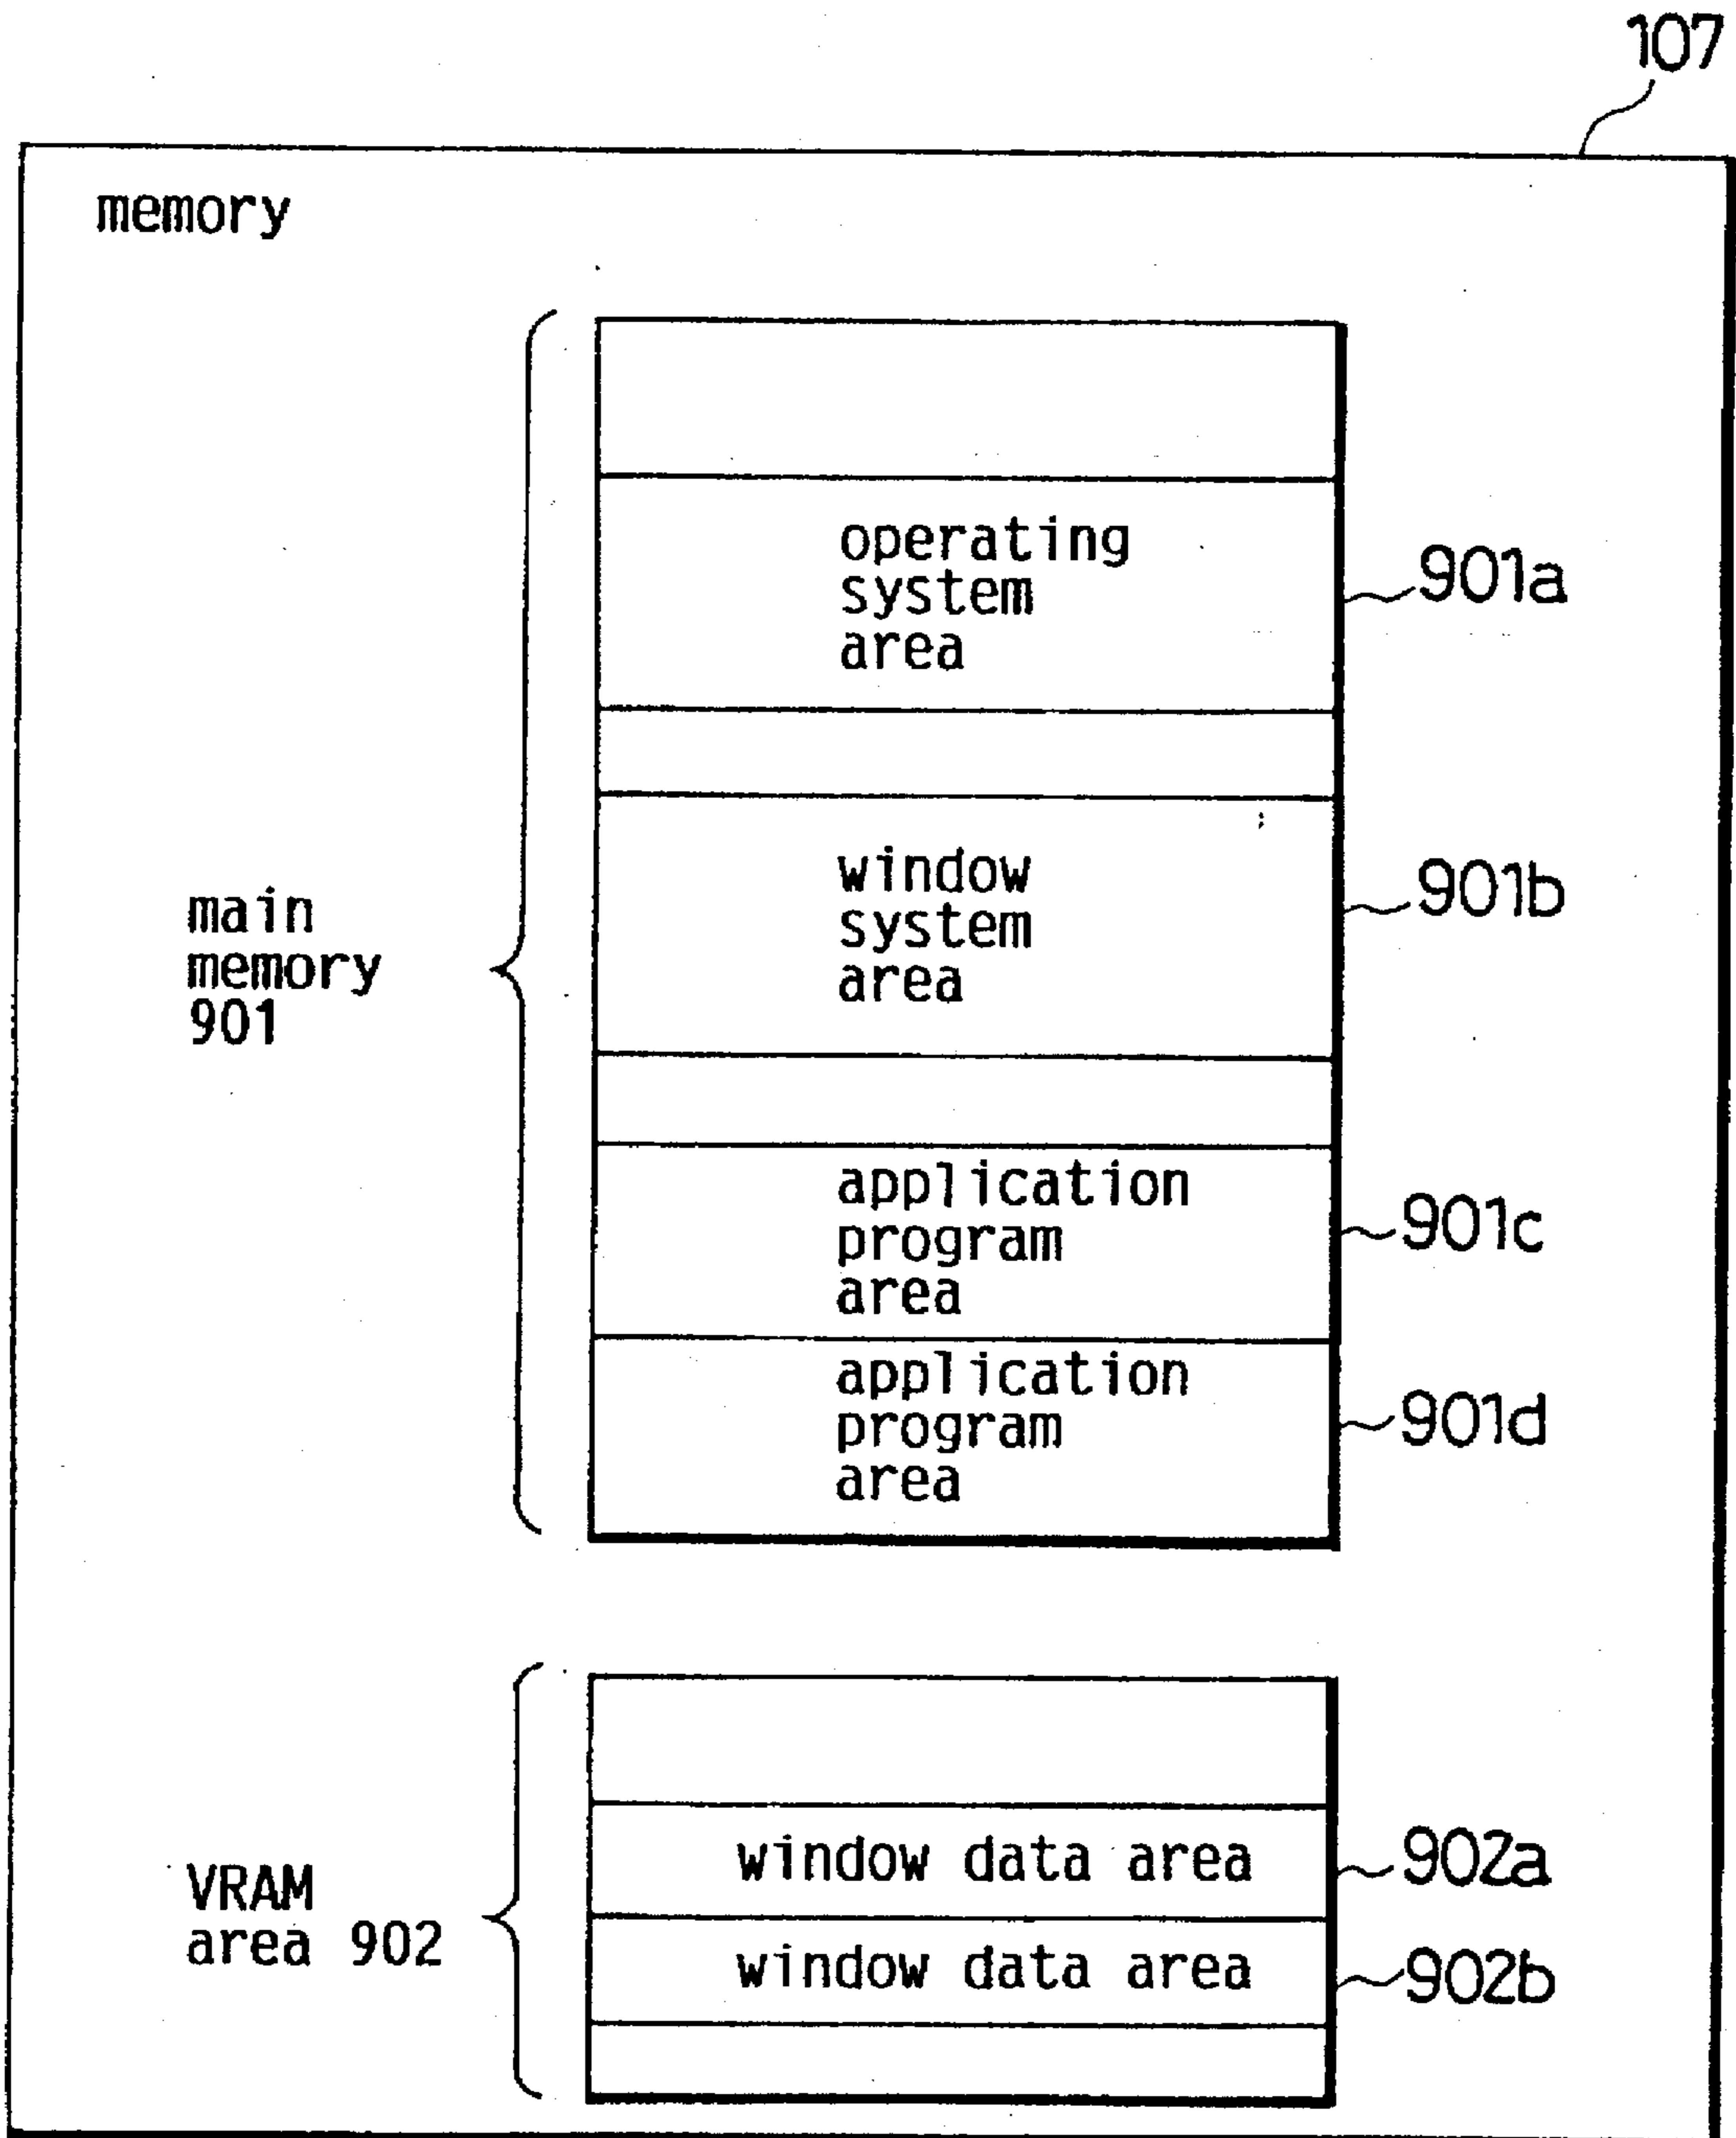 107
memory
operating
system
area
901a
window
system
area
901b
main
memory
901
application
program
area
901c
application
program
area
901d
window data area
902a
VRAM
area 902
window data area
902b